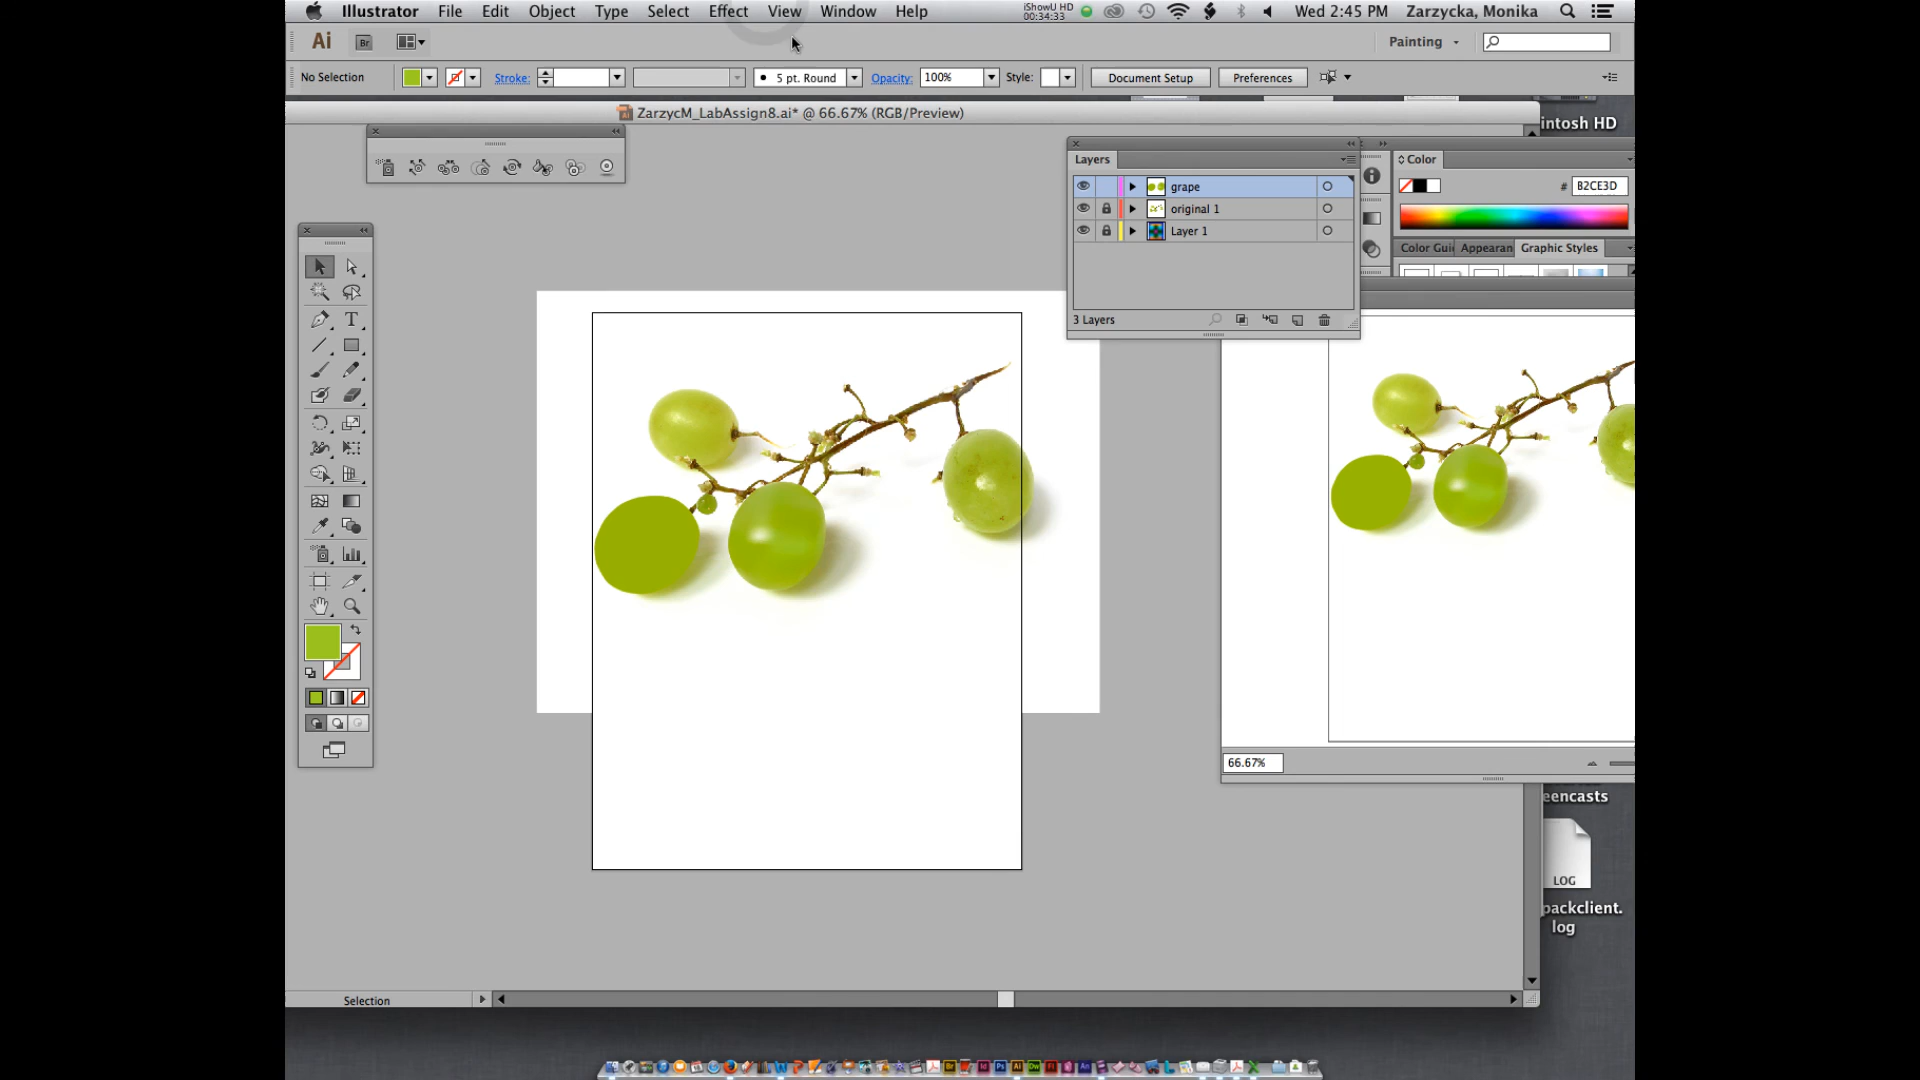 Illustrator File Edit Object Type Select Effect View Window Help iShowU HD 00:34:33 Wed 2:45 PM Zarzycka, Monika
Ai Br Painting
No Selection Stroke: 5 pt. Round Opacity: 100% Style: Document Setup Preferences
ZarzycM_LabAssign8.ai* @ 66.67% (RGB/Preview)
intosh HD
Layers
Color
grape
# B2CE3D
original 1
Layer 1
Color Gui Appearan Graphic Styles
3 Layers
T
66.67%
eencasts
LOG
packclient.
log
Selection